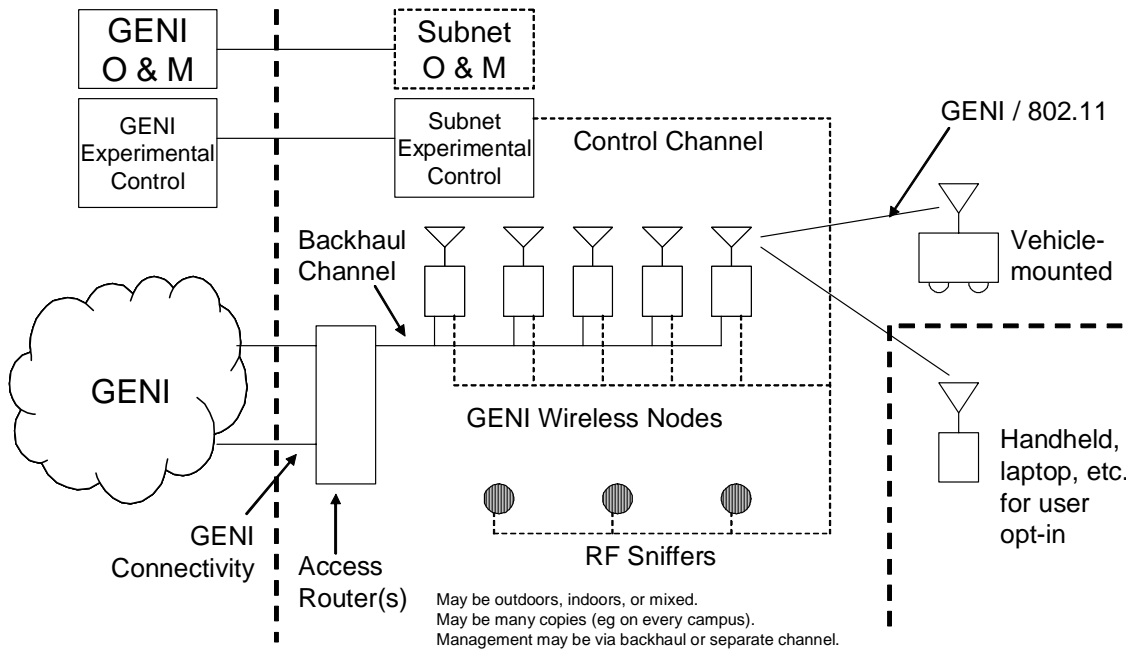 GENI
O & M
Subnet
O & M
GENI
Experimental
Control
Subnet
Experimental
Control
Control Channel
GENI / 802.11
Backhaul
Channel
Vehicle-
mounted
GENI
GENI Wireless Nodes
Handheld,
laptop, etc.
for user
opt-in
GENI
Connectivity
Access
Router(s)
RF Sniffers
May be outdoors, indoors, or mixed.
May be many copies (eg on every campus).
Management may be via backhaul or separate channel.